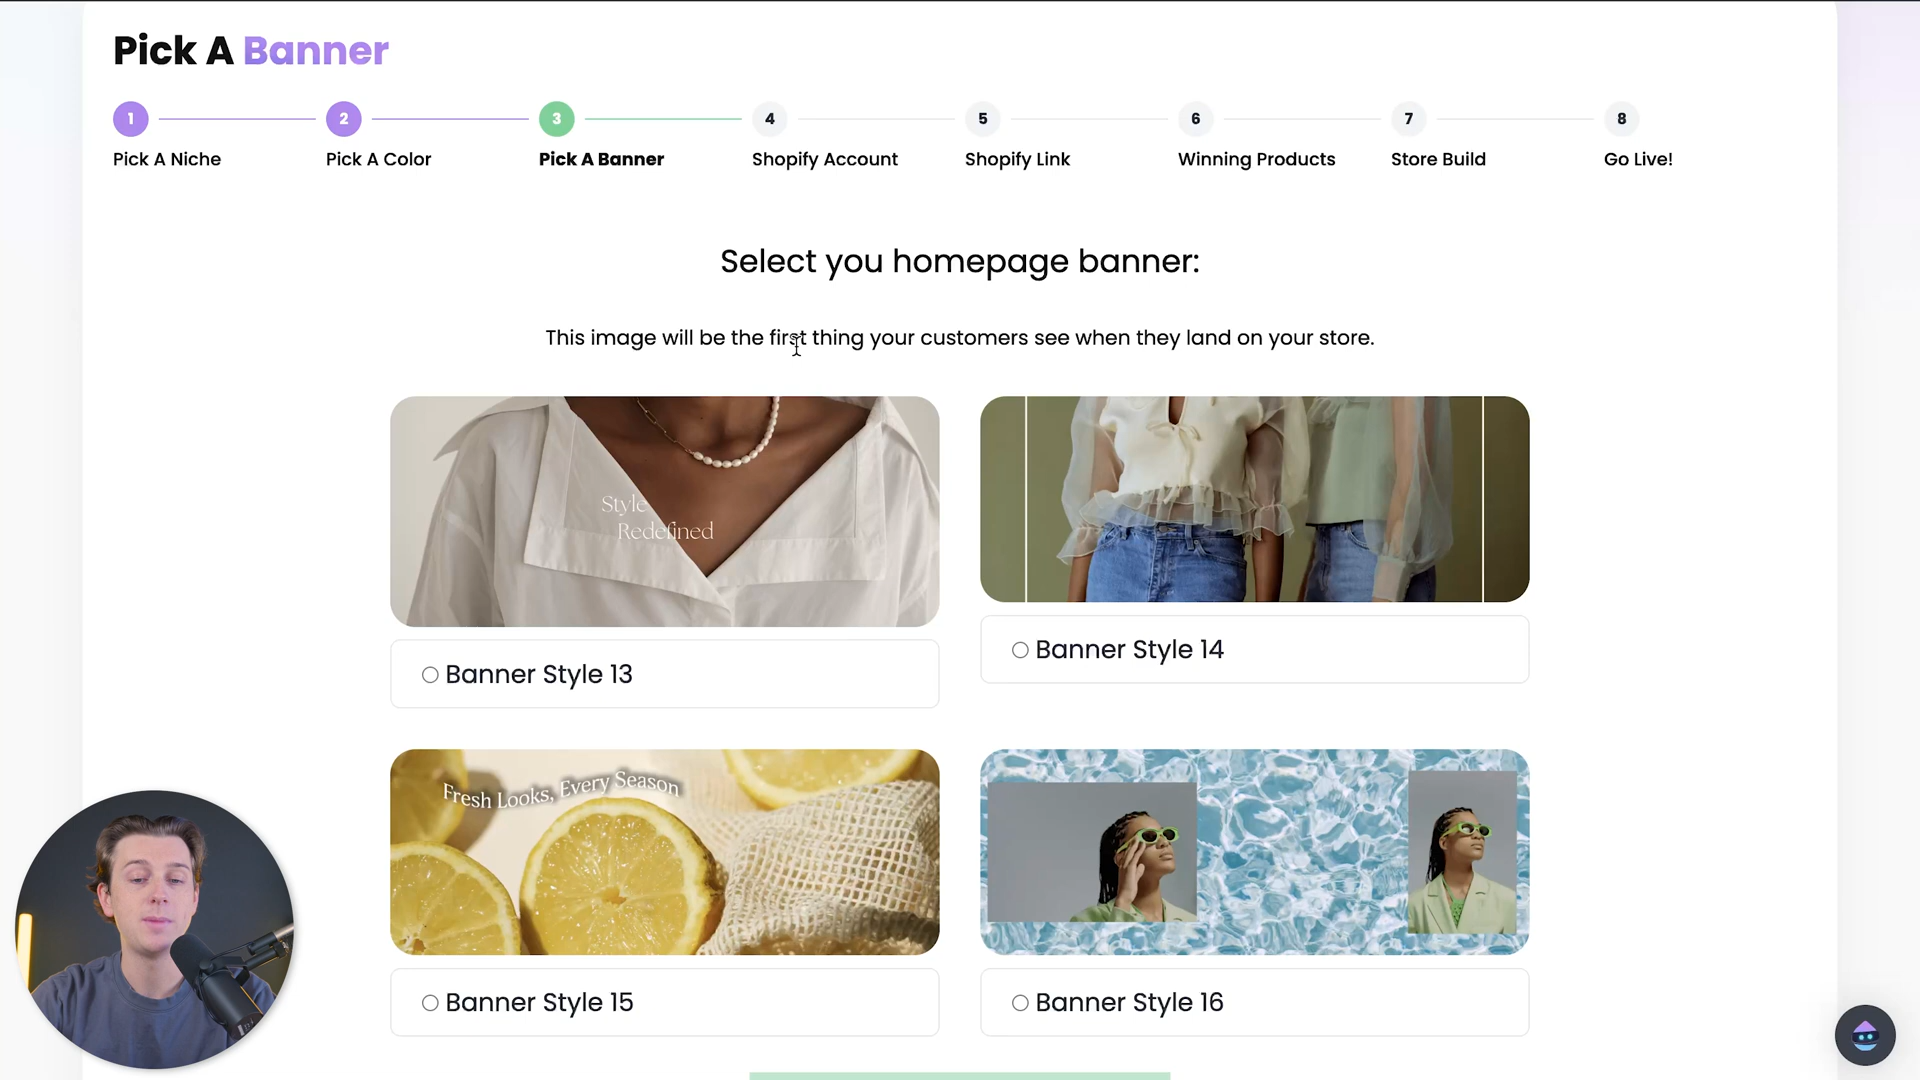 Pick A Banner
1 2 3 4 5 6 7 8
Pick A Niche Pick A Color Pick A Banner Shopify Account Shopify Link Winning Products Store Build Go Live!
Select you homepage banner:
This image will be the first thing your customers see when they land on your store.
Style
Redefined
Banner Style 13
Banner Style 14
Fresh Looks, Every Season
Banner Style 15
Banner Style 16